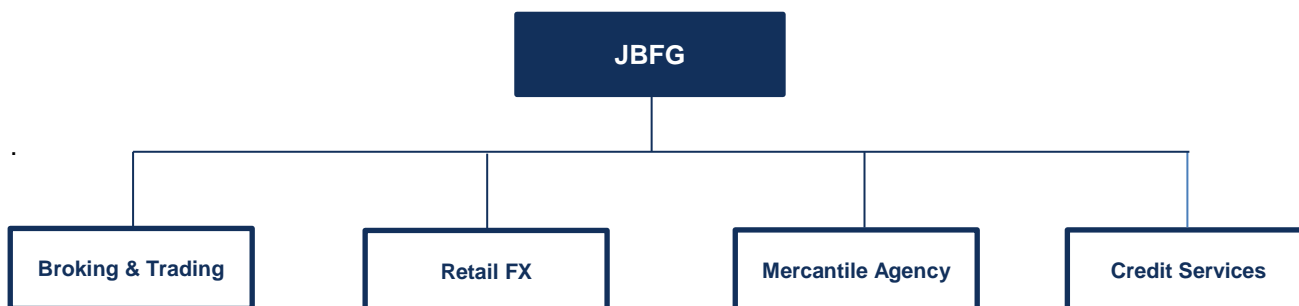 JBFG
.
Broking & Trading
Retail FX
Mercantile Agency
Credit Services